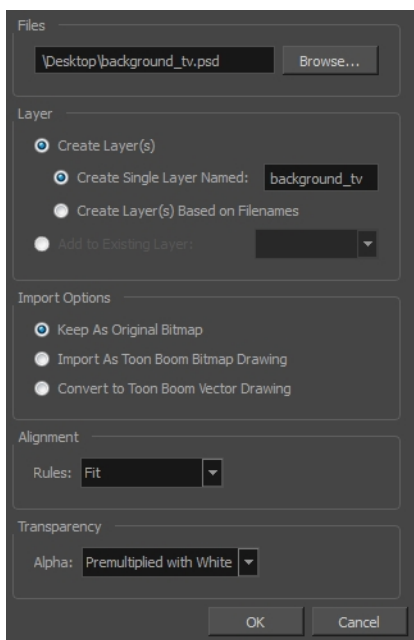 Files
\Desktop\background_tv.psd Browse...
Layer
Create Layer(s)
Create Single Layer Named: background_tv
Create Layer(s) Based on Filenames
Add to Existing Layer:
Import Options
Keep As Original Bitmap
Import As Toon Boom Bitmap Drawing
Convert to Toon Boom Vector Drawing
Alignment
Rules: Fit
Transparency
Alpha: Premultiplied with White
OK Cancel